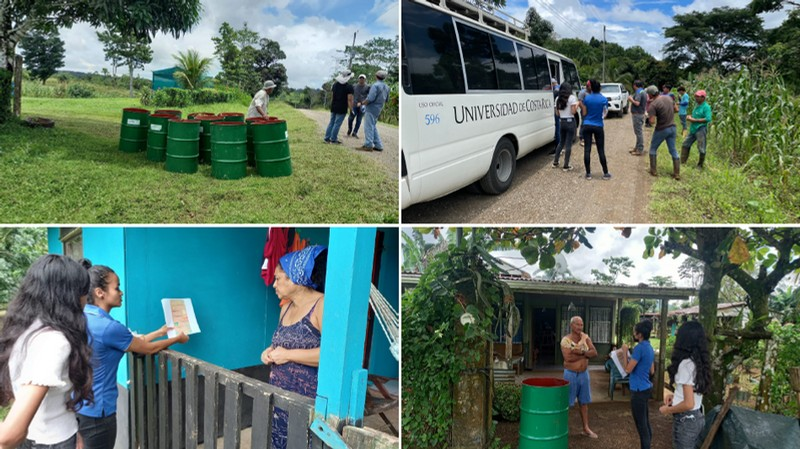 USO OFICIAL
596
UNIVERSIDAD DE COSTA RICA